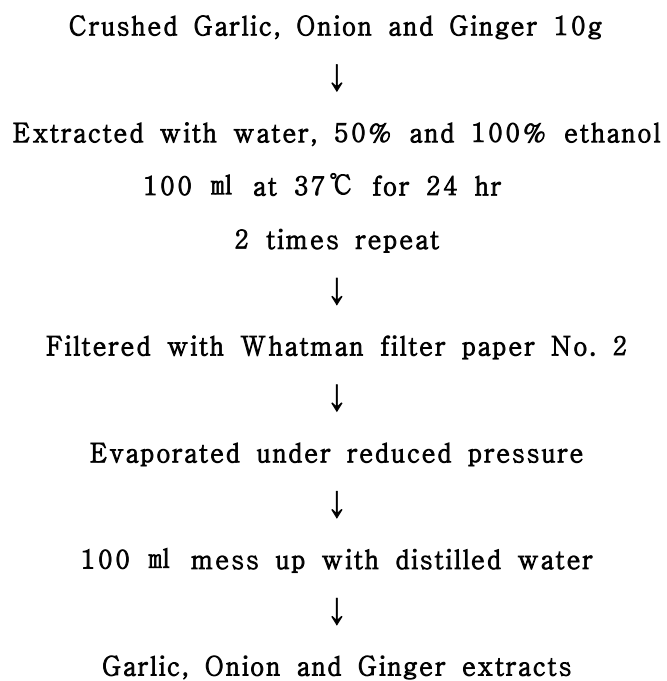 Crushed Garlic, Onion and Ginger 10g
↓
Extracted with water, 50% and 100% ethanol
100 ㎖ at 37℃ for 24 hr
2 times repeat
↓
Filtered with Whatman filter paper No. 2
↓
Evaporated under reduced pressure
↓
100 ㎖ mess up with distilled water
↓
Garlic, Onion and Ginger extracts